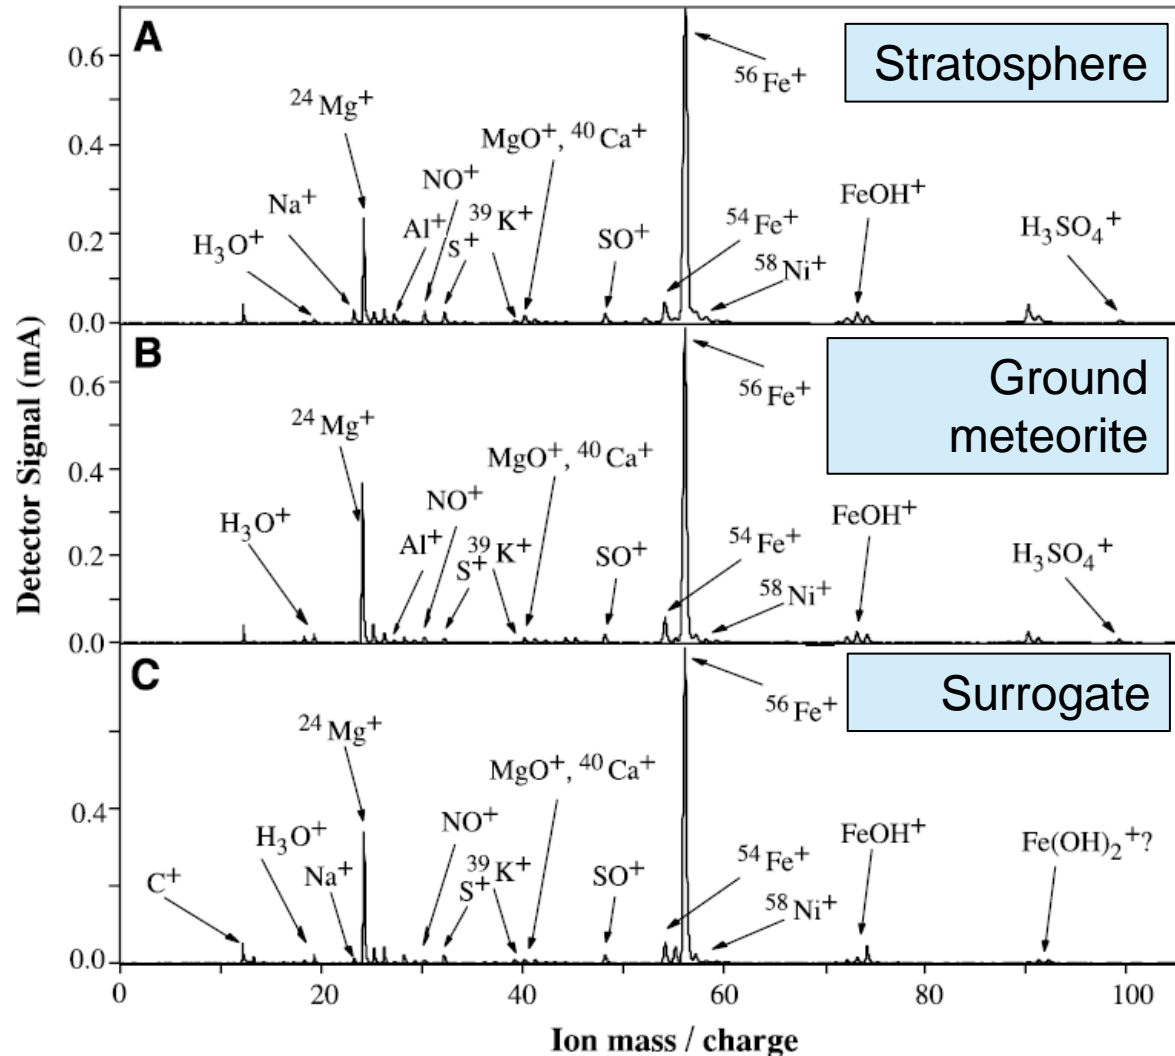 Detector Signal (mA)
A
Stratosphere
0.6
0.4
0.2
0.0
H₃O⁺
Na⁺
²⁴Mg⁺
Al⁺
NO⁺
S⁺
³⁹K⁺
MgO⁺, ⁴⁰Ca⁺
SO⁺
⁵⁶Fe⁺
⁵⁴Fe⁺
⁵⁸Ni⁺
FeOH⁺
H₃SO₄⁺
B
Ground
meteorite
0.6
0.4
0.2
0.0
H₃O⁺
²⁴Mg⁺
Al⁺
NO⁺
S⁺
³⁹K⁺
MgO⁺, ⁴⁰Ca⁺
SO⁺
⁵⁶Fe⁺
⁵⁴Fe⁺
⁵⁸Ni⁺
FeOH⁺
H₃SO₄⁺
C
Surrogate
0.4
0.0
C⁺
H₃O⁺
Na⁺
²⁴Mg⁺
NO⁺
S⁺
³⁹K⁺
MgO⁺, ⁴⁰Ca⁺
SO⁺
⁵⁶Fe⁺
⁵⁴Fe⁺
⁵⁸Ni⁺
FeOH⁺
Fe(OH)₂⁺?
0 20 40 60 80 100
Ion mass / charge